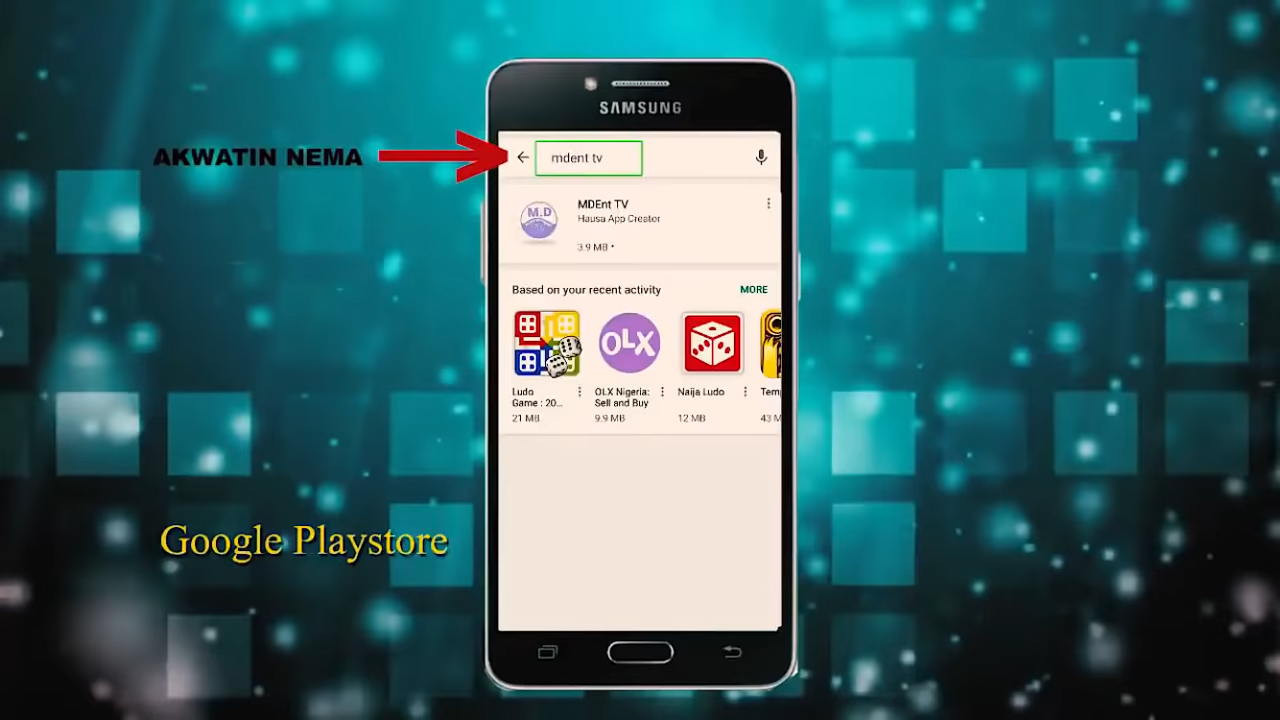 SAMSUNG
AKWATIN NEMA
mdent tv
M.D
MDEnt TV
Hausa App Creator
3.9 MB •
Based on your recent activity
MORE
OLX
Ludo
Game : 20...
21 MB
OLX Nigeria:
Sell and Buy
9.9 MB
Naija Ludo
12 MB
Temp
43 M
Google Playstore